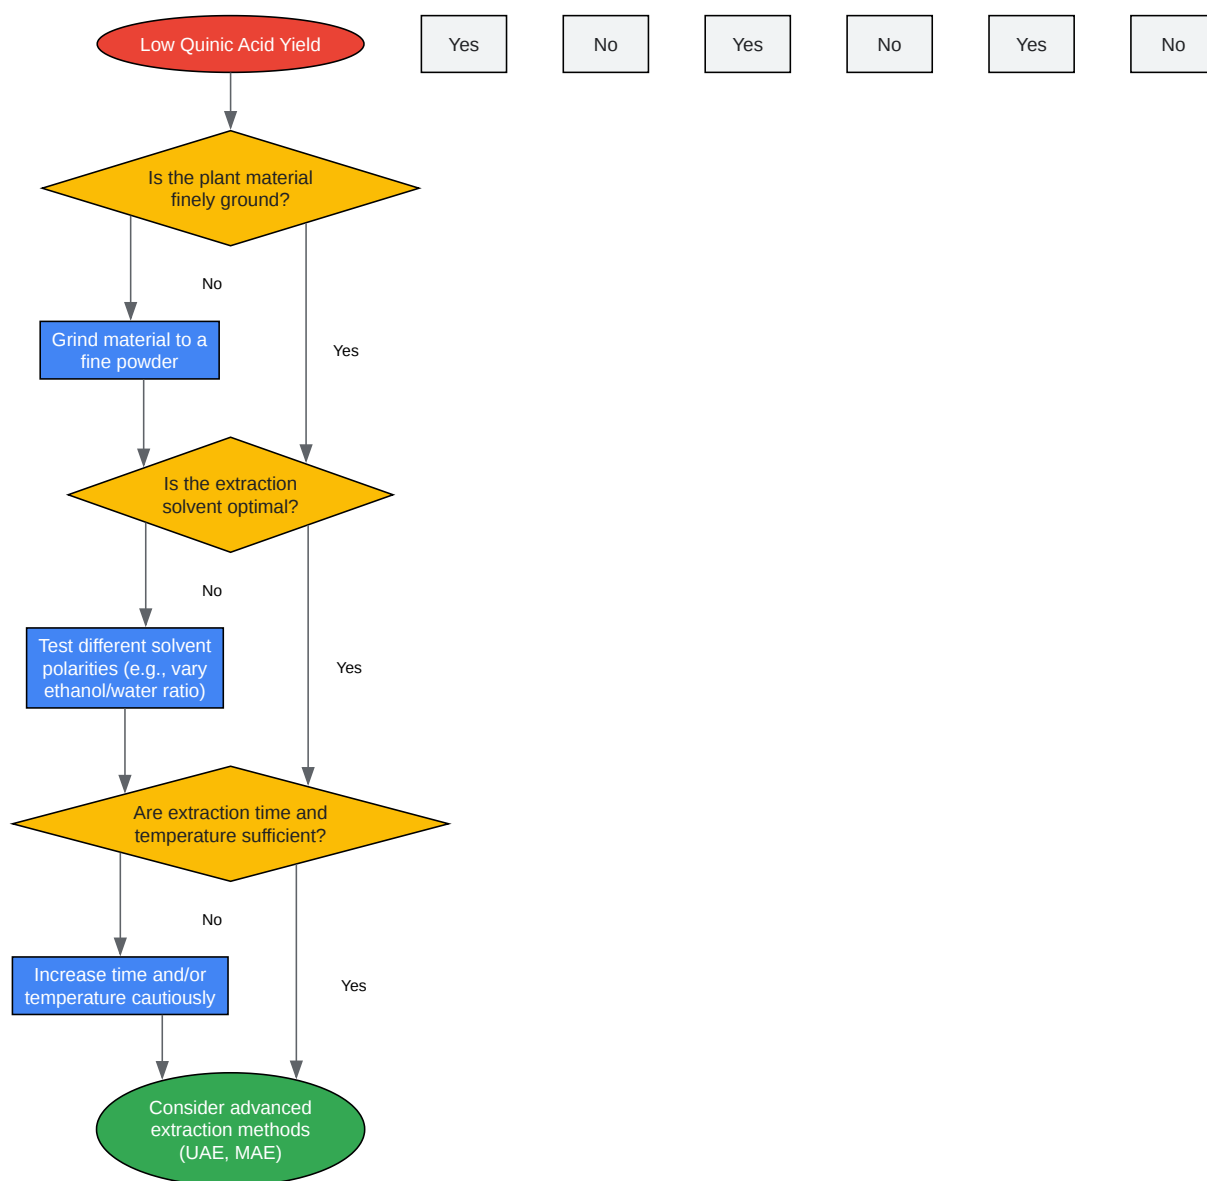 Low Quinic Acid Yield
Yes
No
Yes
No
Yes
No
Is the plant material
finely ground?
No
Yes
Grind material to a
fine powder
Is the extraction
solvent optimal?
No
Yes
Test different solvent
polarities (e.g., vary
ethanol/water ratio)
Are extraction time and
temperature sufficient?
No
Yes
Increase time and/or
temperature cautiously
Consider advanced
extraction methods
(UAE, MAE)